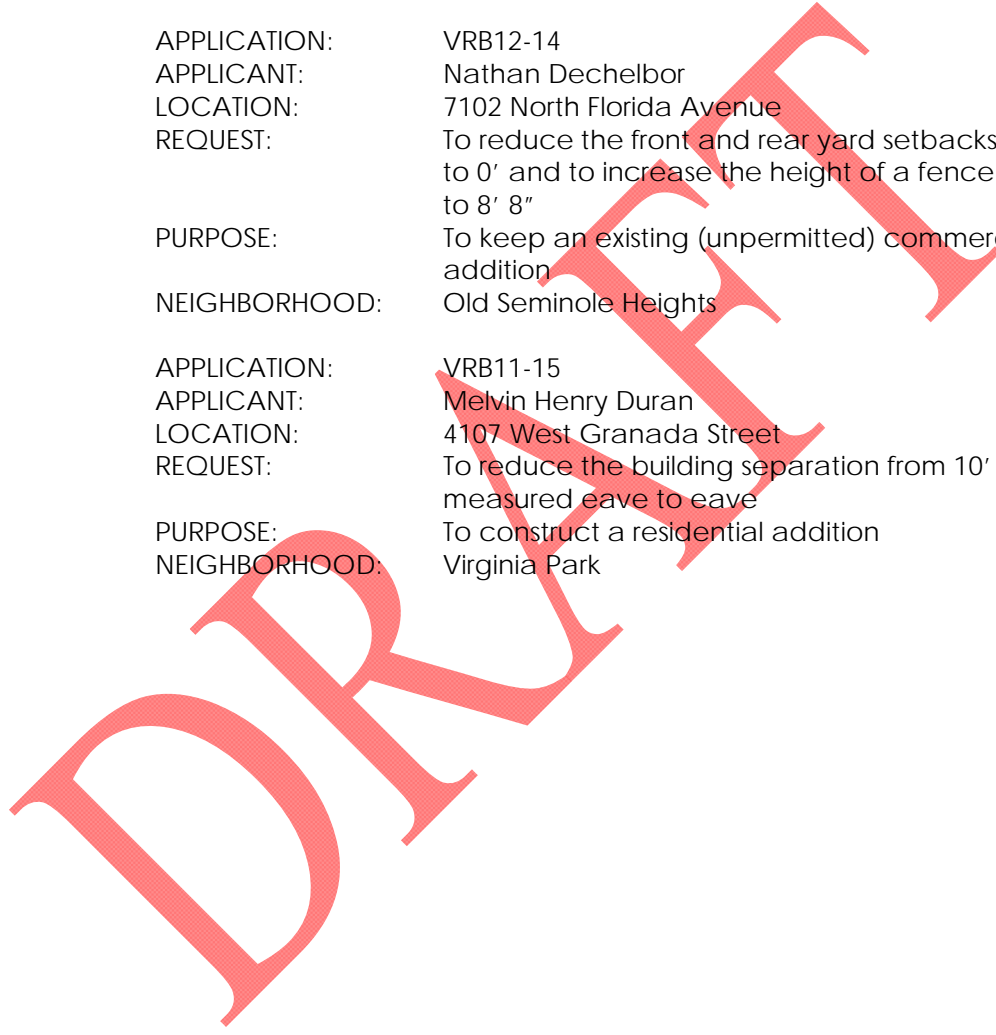 APPLICATION: VRB12-14
APPLICANT: Nathan Dechelbor
LOCATION: 7102 North Florida Avenue
REQUEST: To reduce the front and rear yard setbacks
to 0' and to increase the height of a fence
to 8' 8"
PURPOSE: To keep an existing (unpermitted)
addition
NEIGHBORHOOD: Old Seminole Heights
APPLICATION: VRB11-15
APPLICANT: Melvin Henry Duran
LOCATION: 4107 West Granada Street
REQUEST: To reduce the building separation from 10'
measured eave to eave
PURPOSE: To construct a residential addition
NEIGHBORHOOD: Virginia Park
DRAFT